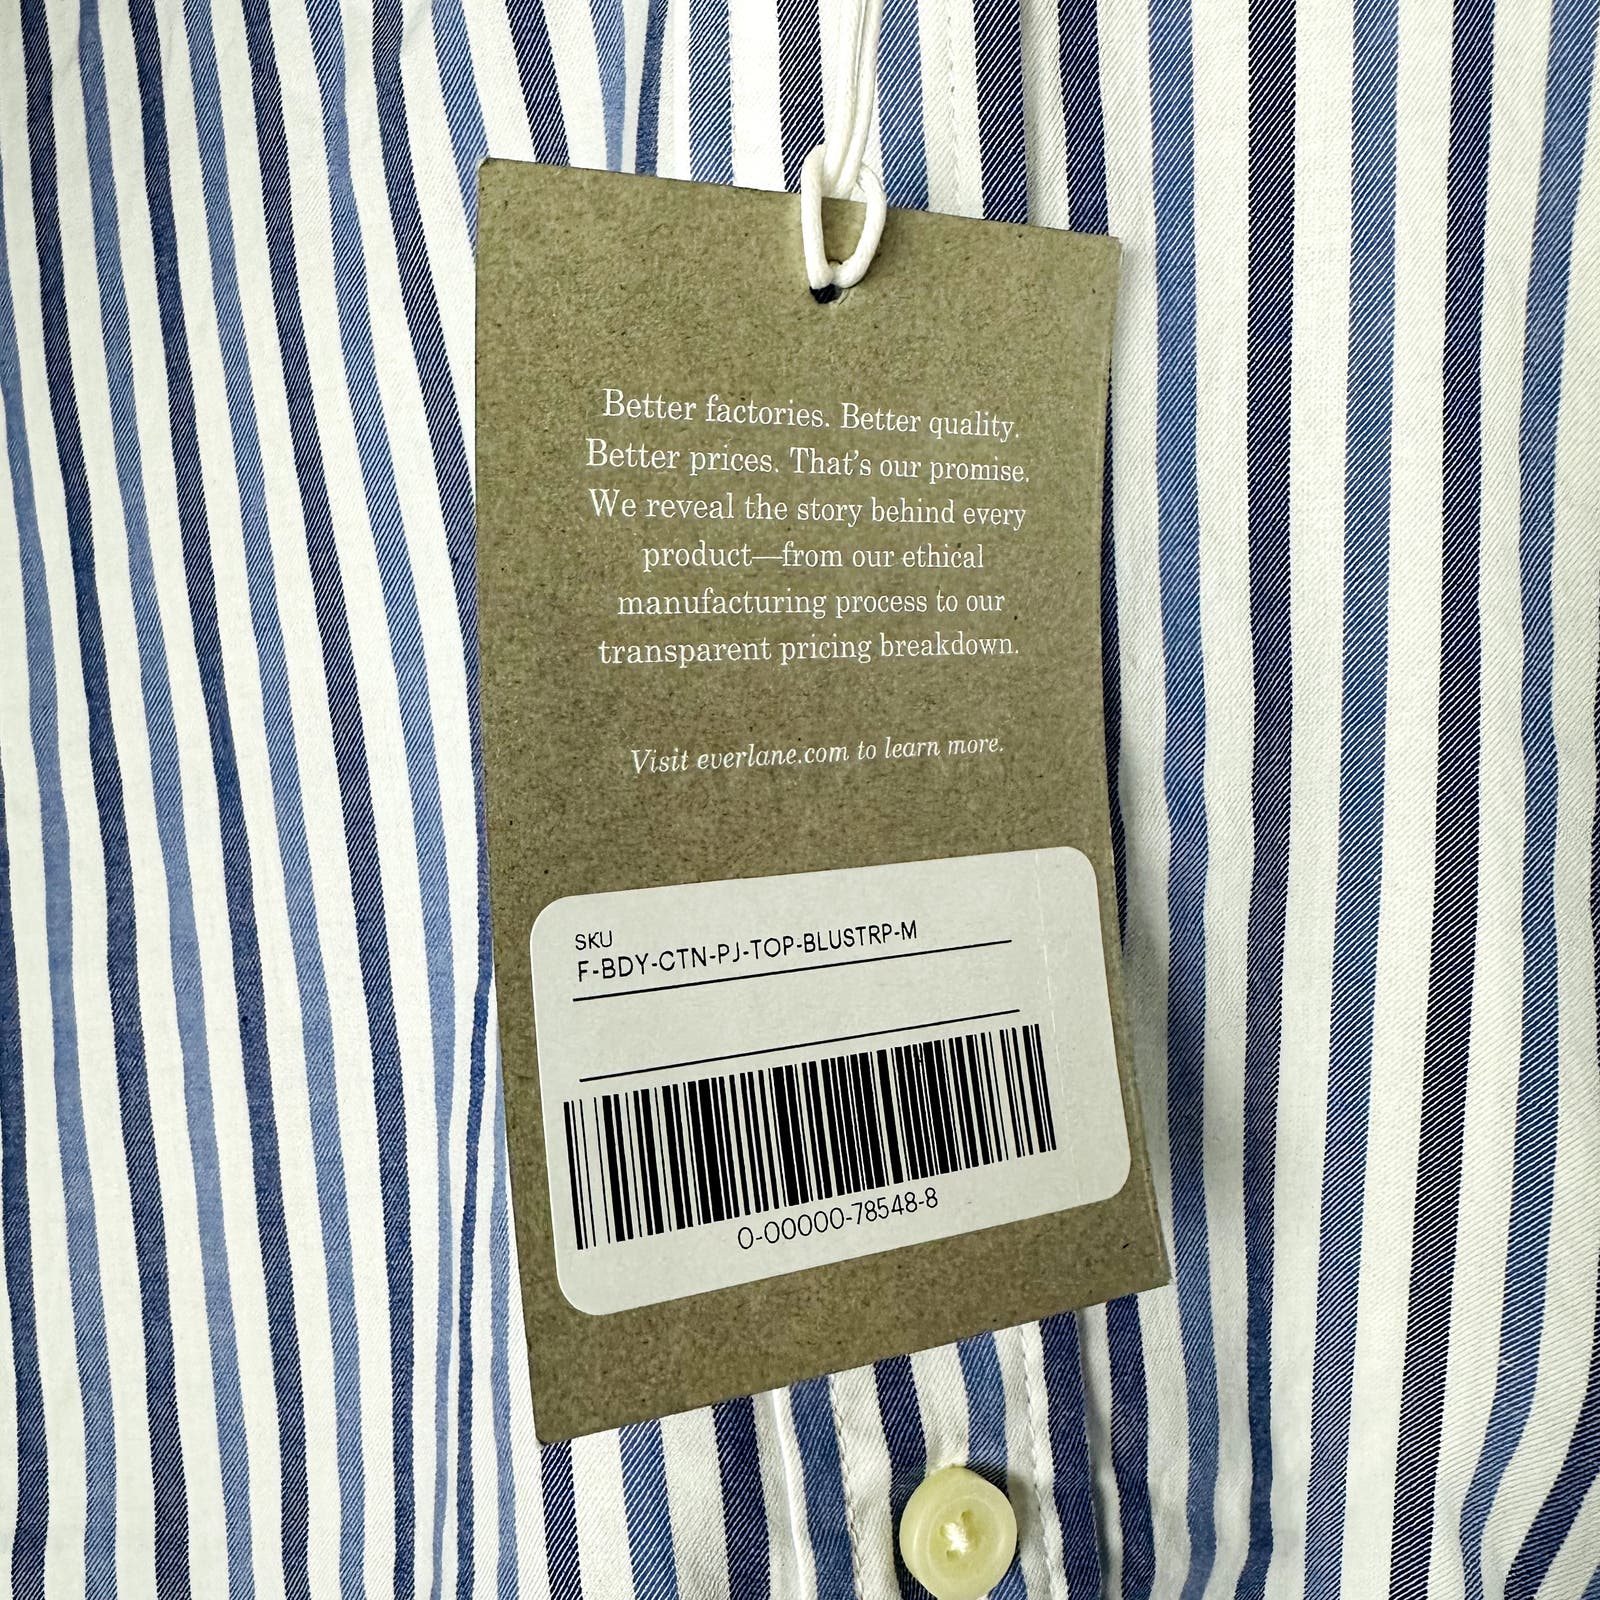 Better factories. Better quality.
Better prices. That's our promise.
We reveal the story behind every
product—from our ethical
manufacturing process to our
transparent pricing breakdown.
Visit everlane.com to learn more.
SKU
F-BDY-CTN-PJ-TOP-BLUSTRP-M
0-00000-78548-8